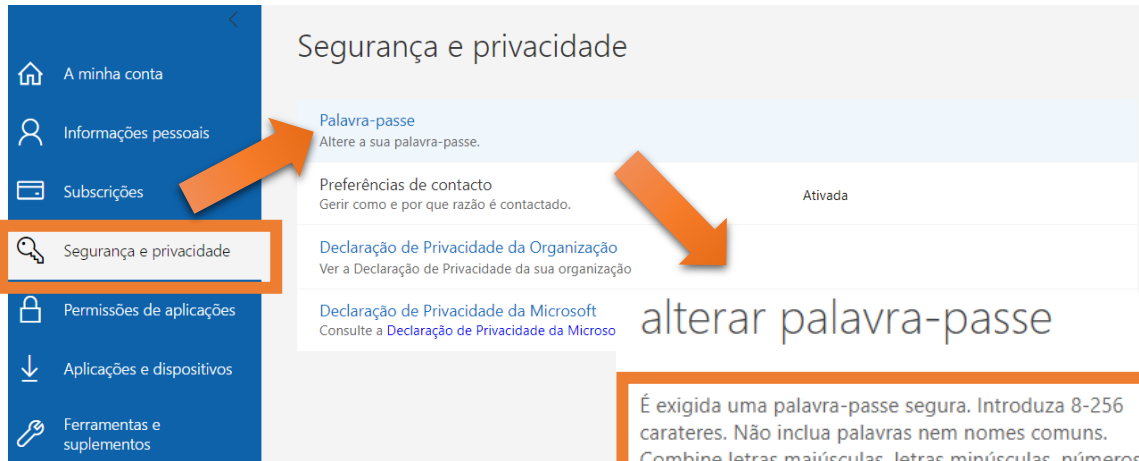 A minha conta
Informações pessoais
Subscrições
Segurança e privacidade
Permissões de aplicações
Aplicações e dispositivos
Ferramentas e
suplementos
Segurança e privacidade
Palavra-passe
Altere a sua palavra-passe.
Preferências de contacto
Gerir como e por que razão é contactado.
Ativada
Declaração de Privacidade da Organização
Ver a Declaração de Privacidade da sua organização
Declaração de Privacidade da Microsoft
Consulte a Declaração de Privacidade da Microso
alterar palavra-passe
É exigida uma palavra-passe segura. Introduza 8-256
carateres. Não inclua palavras nem nomes comuns.
Combine letras maiúsculas, letras minúsculas, números